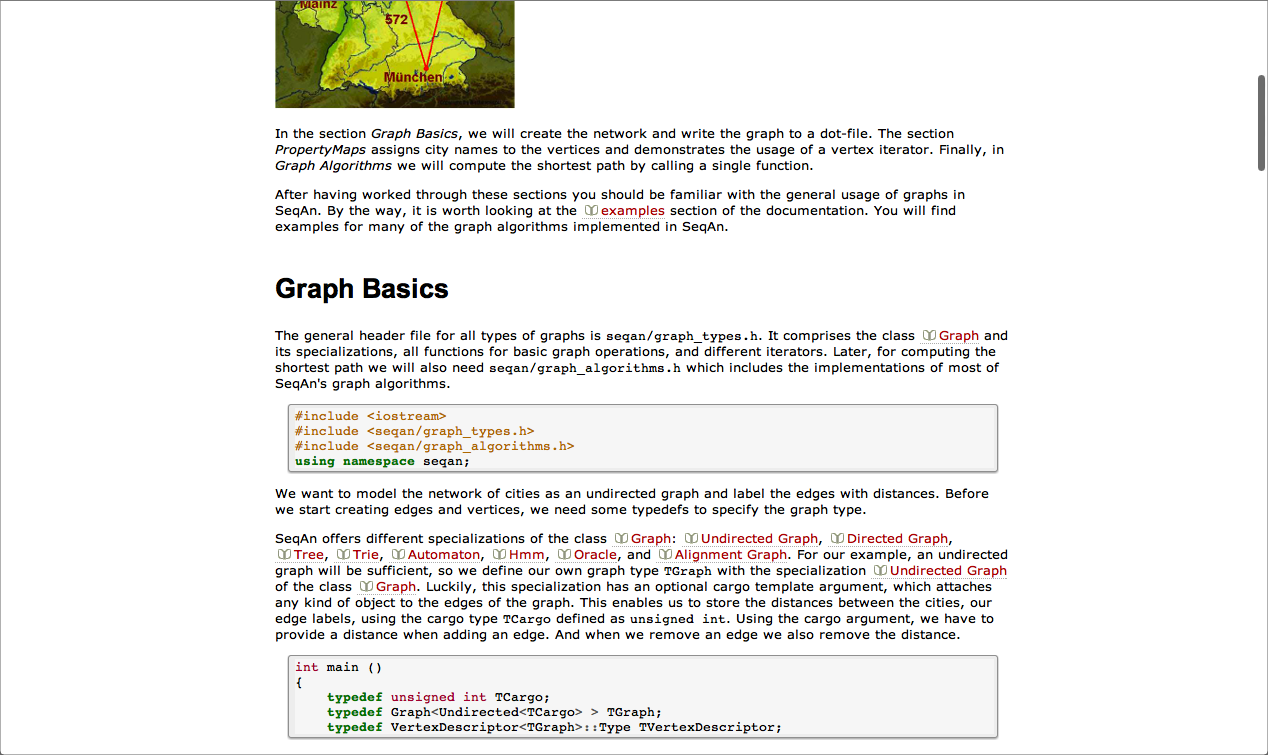 Mainz
572
München
In the section Graph Basics, we will create the network and write the graph to a dot-file. The section
PropertyMaps assigns city names to the vertices and demonstrates the usage of a vertex iterator. Finally, in
Graph Algorithms we will compute the shortest path by calling a single function.
After having worked through these sections you should be familiar with the general usage of graphs in
SeqAn. By the way, it is worth looking at the examples section of the documentation. You will find
examples for many of the graph algorithms implemented in SeqAn.
Graph Basics
The general header file for all types of graphs is seqan/graph_types.h. It comprises the class Graph and
its specializations, all functions for basic graph operations, and different iterators. Later, for computing the
shortest path we will also need seqan/graph_algorithms.h which includes the implementations of most of
SeqAn's graph algorithms.
#include <iostream>
#include <seqan/graph_types.h>
#include <seqan/graph_algorithms.h>
using namespace seqan;
We want to model the network of cities as an undirected graph and label the edges with distances. Before
we start creating edges and vertices, we need some typedefs to specify the graph type.
SeqAn offers different specializations of the class Graph: Undirected Graph, Directed Graph,
Tree, Trie, Automaton, Hmm, Oracle, and Alignment Graph. For our example, an undirected
graph will be sufficient, so we define our own graph type TGraph with the specialization Undirected Graph
of the class Graph. Luckily, this specialization has an optional cargo template argument, which attaches
any kind of object to the edges of the graph. This enables us to store the distances between the cities, our
edge labels, using the cargo type TCargo defined as unsigned int. Using the cargo argument, we have to
provide a distance when adding an edge. And when we remove an edge we also remove the distance.
int main ()
{
    typedef unsigned int TCargo;
    typedef Graph<Undirected<TCargo> > TGraph;
    typedef VertexDescriptor<TGraph>::Type TVertexDescriptor;